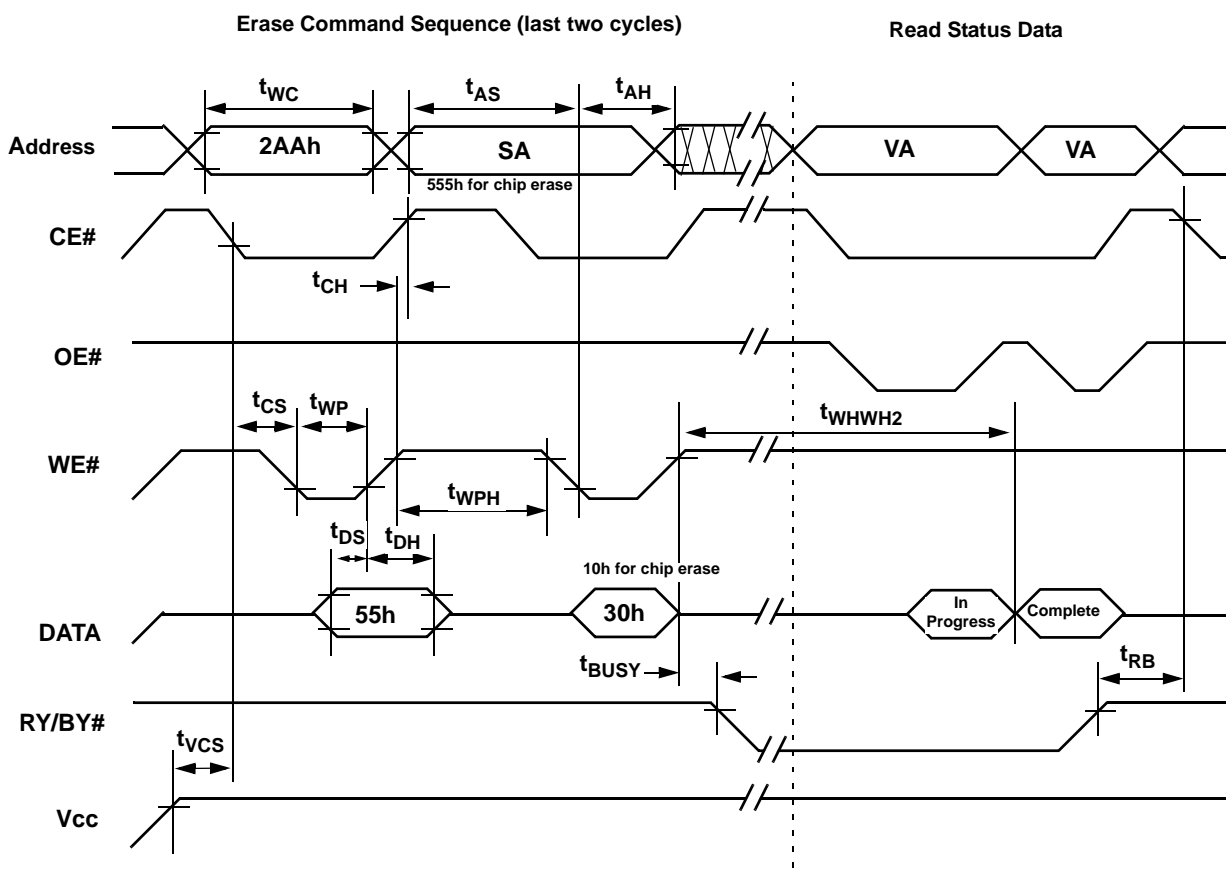 Erase Command Sequence (last two cycles)
Read Status Data
tWC
tAS
tAH
Address
2AAh
SA
VA
VA
555h for chip erase
CE#
tCH
OE#
tCS
tWP
tWHWH2
WE#
tWPH
tDS
tDH
10h for chip erase
DATA
55h
30h
In
Progress
Complete
tBUSY
tRB
RY/BY#
tVCS
Vcc